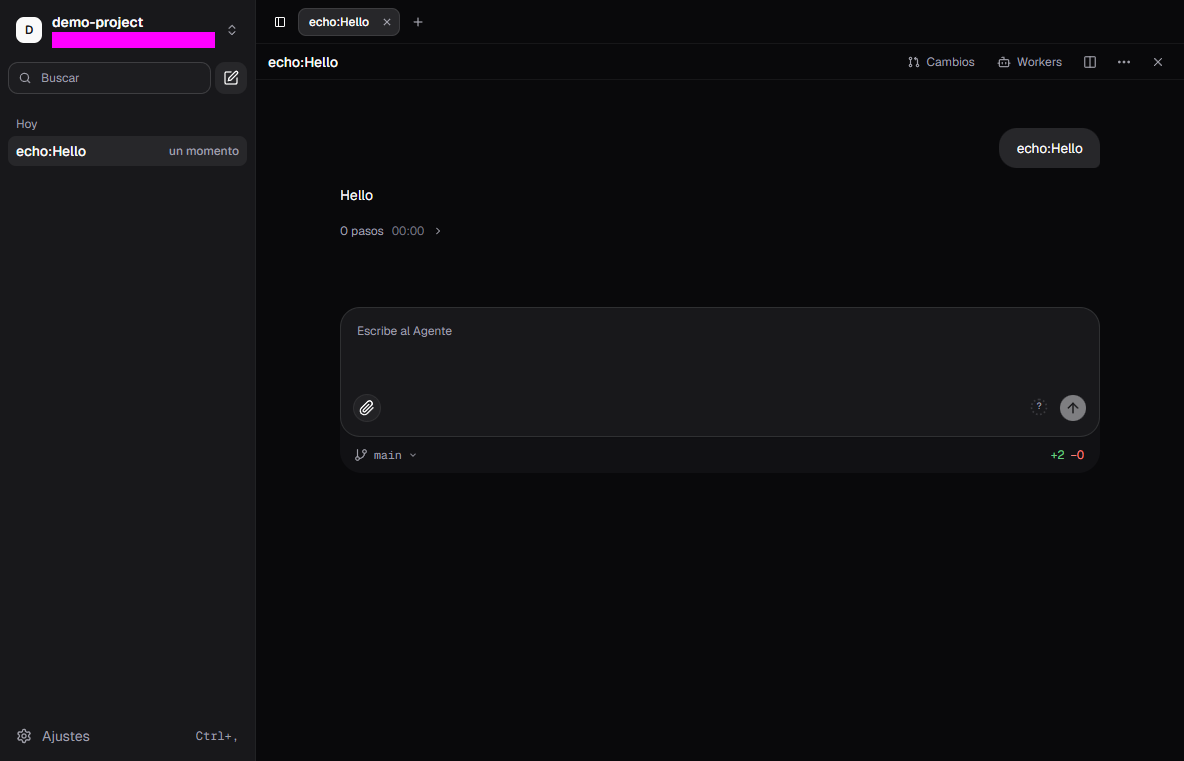 D
demo-project
Buscar
Hoy
echo:Hello un momento
Ajustes Ctrl+,
echo:Hello
echo:Hello
Cambios Workers
echo:Hello
Hello
0 pasos 00:00
Escribe al Agente
?
main +2 -0